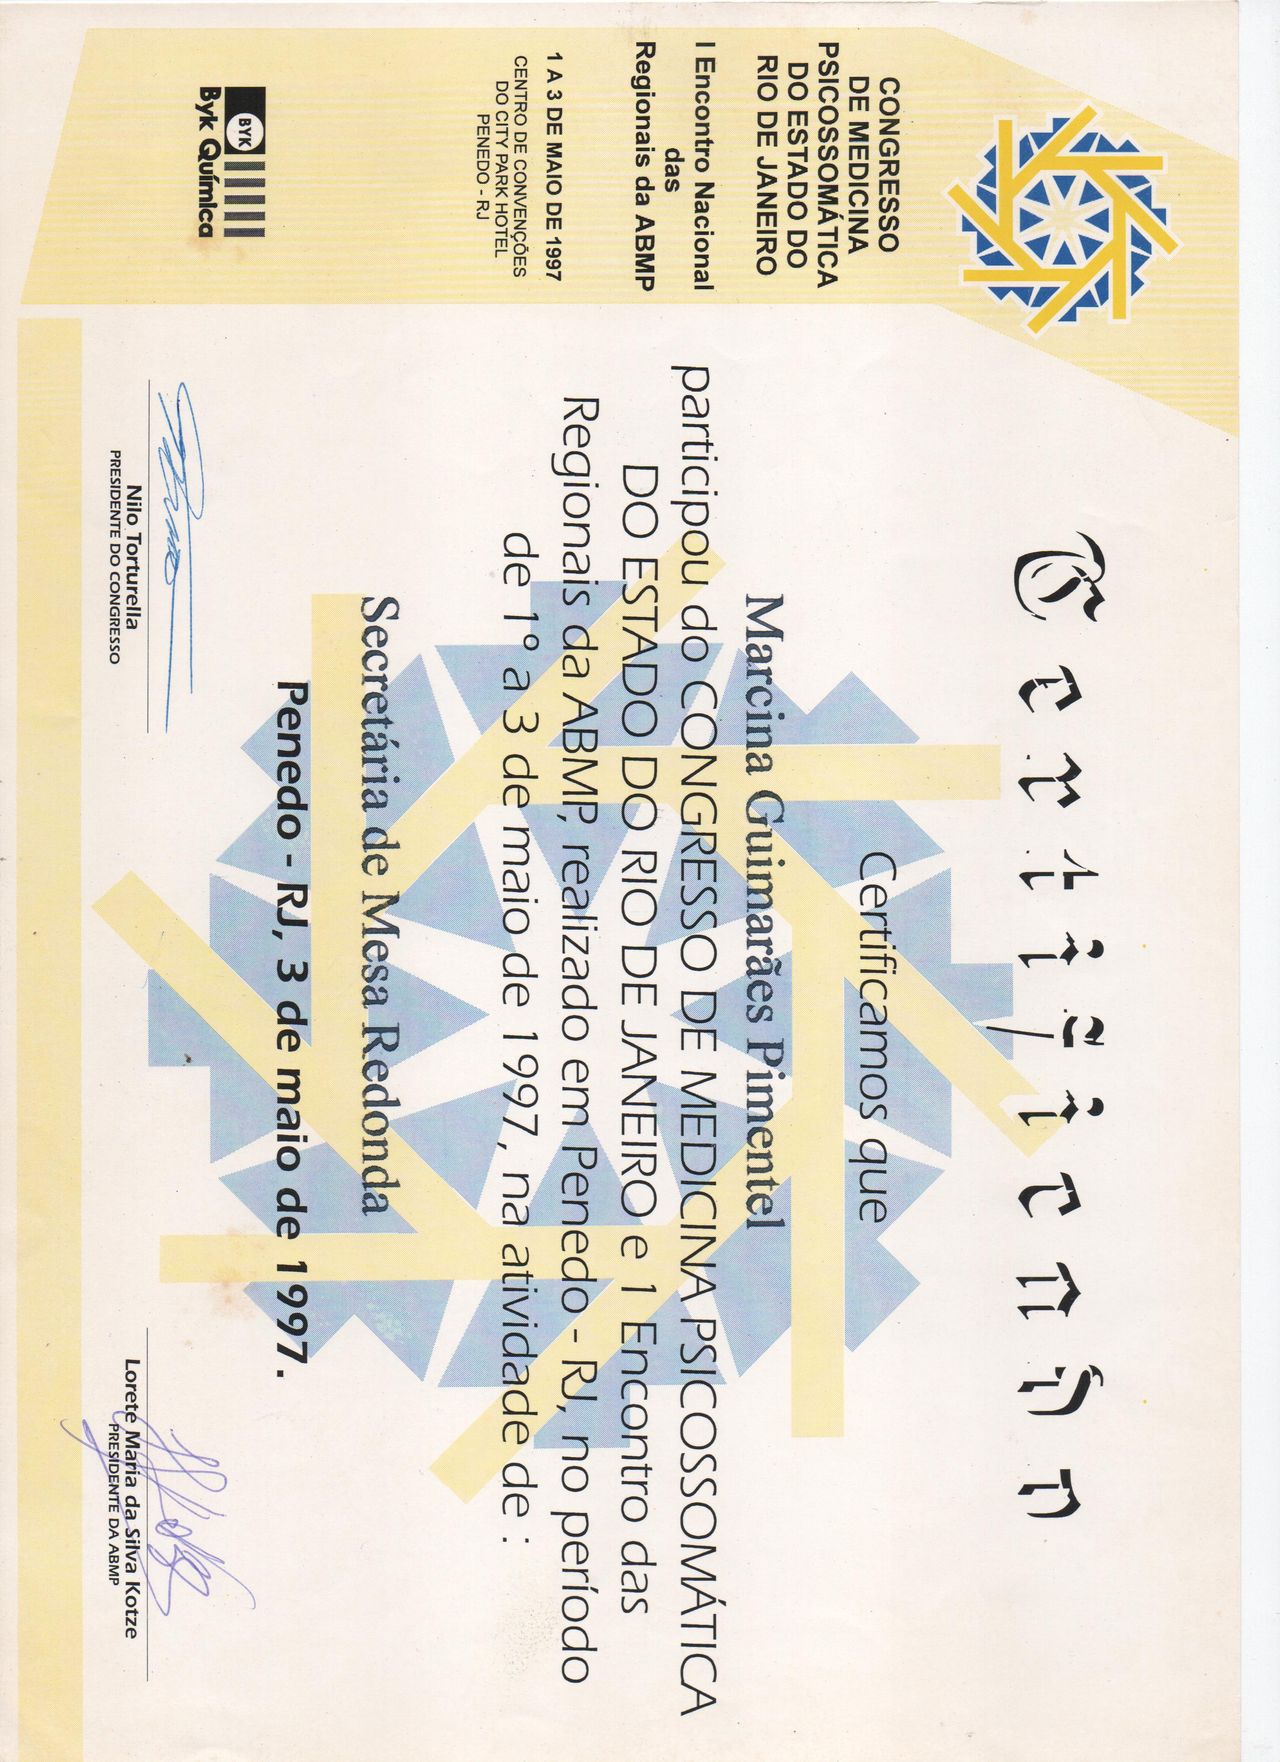 CONGRESSO
DE MEDICINA
PSICOSSOMÁTICA
DO ESTADO DO
RIO DE JANEIRO
I Encontro Nacional
das
Regionais da ABMP
1 A 3 DE MAIO DE 1997
CENTRO DE CONVENÇÕES
DO CITY PARK HOTEL
PENEDO - RJ
BYK
Byk Química
Certificado
Certificamos que
Marcina Guimarães Pimentel
participou do CONGRESSO DE MEDICINA PSICOSSOMÁTICA
DO ESTADO DO RIO DE JANEIRO e 1 Encontro das
Regionais da ABMP, realizado em Penedo - RJ, no período
de 1º a 3 de maio de 1997, na atividade de :
Secretária de Mesa Redonda
Penedo - RJ, 3 de maio de 1997.
Nilo Torturella
PRESIDENTE DO CONGRESSO
Lorete Maria da Silva Kotze
PRESIDENTE DA ABMP